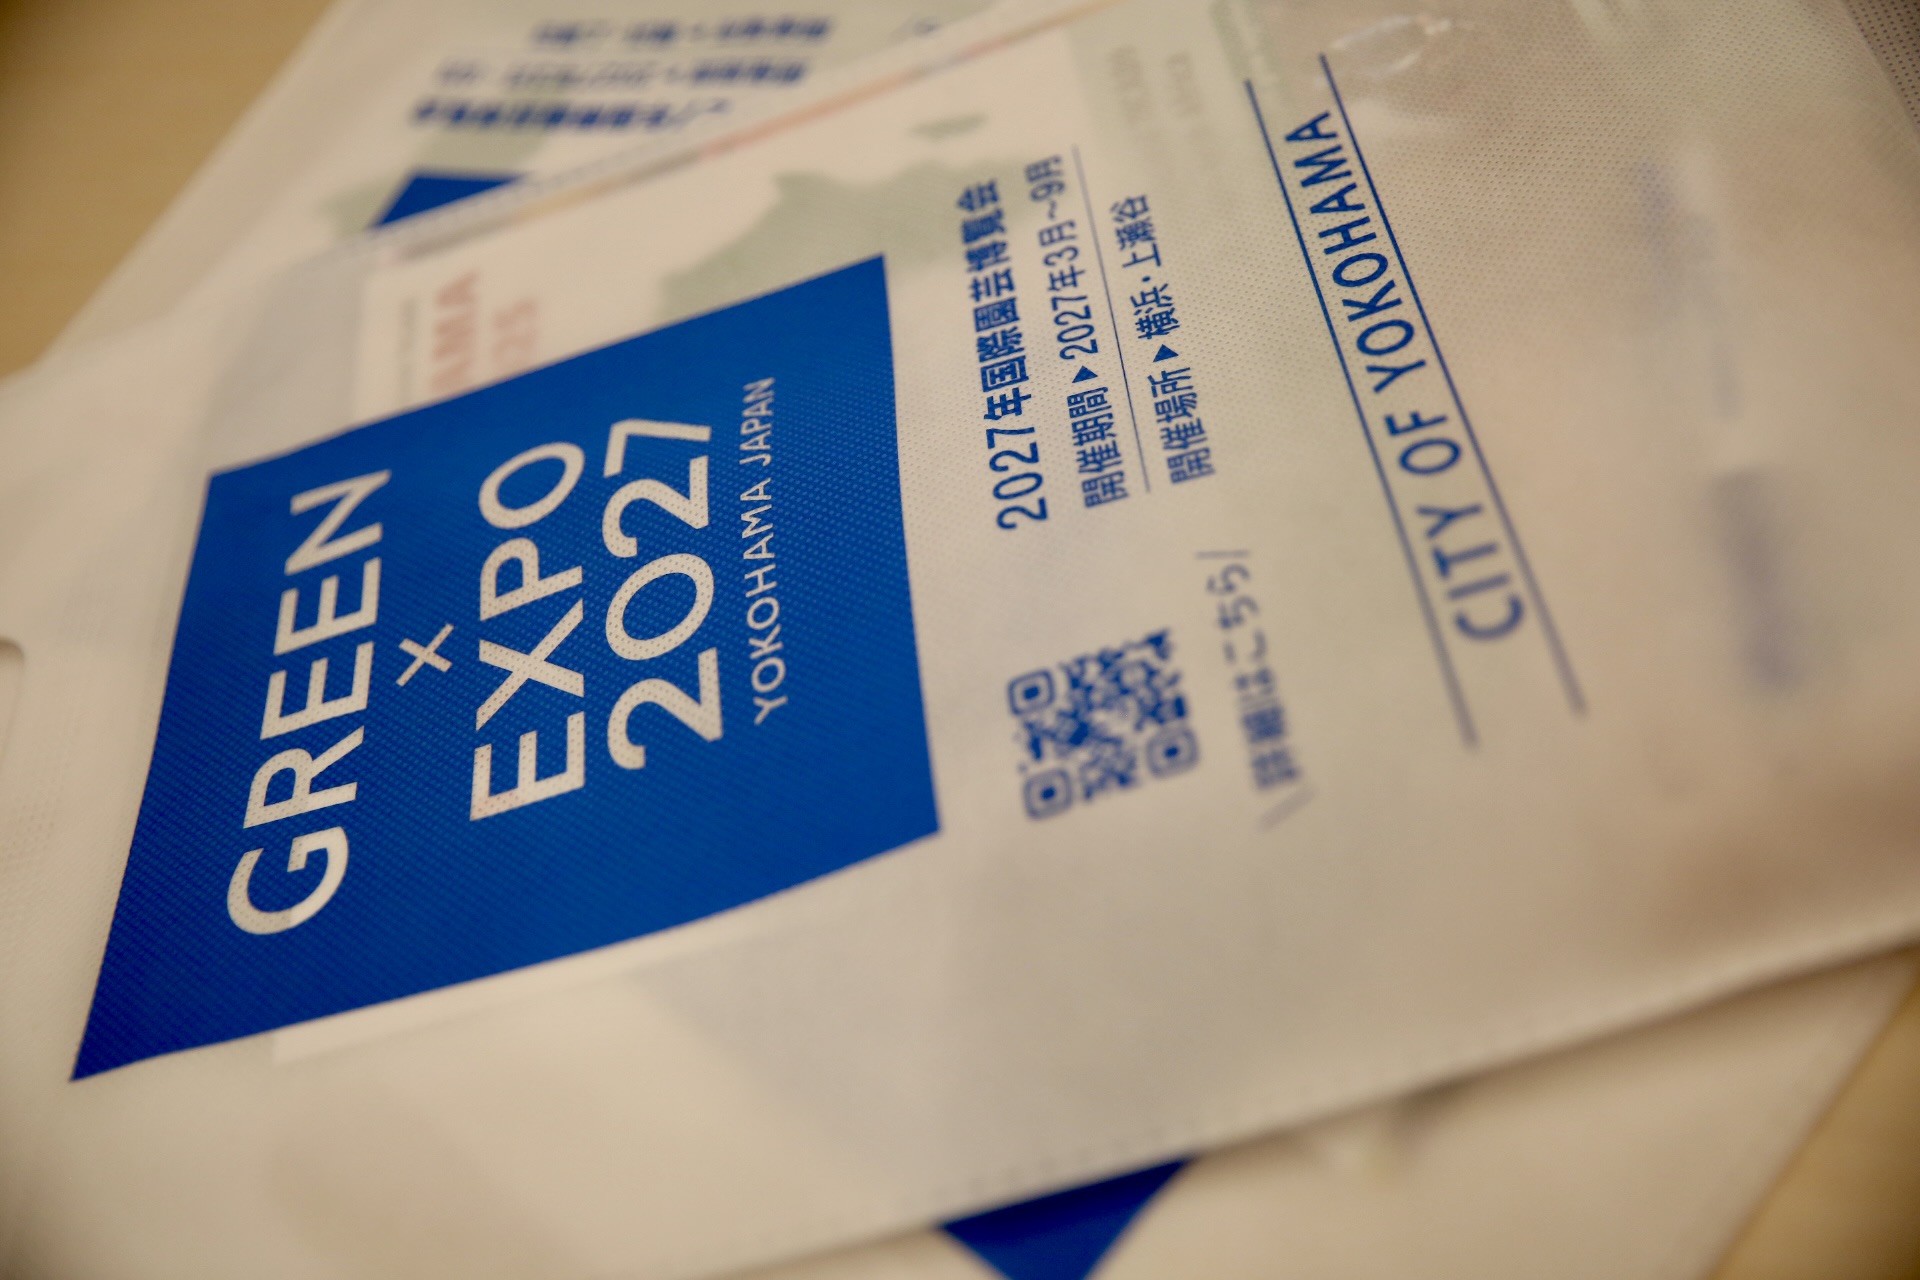 GREEN
×
EXPO
2027
YOKOHAMA JAPAN
2027年国際園芸博覧会
開催期間▶2027年3月~9月
開催場所▶横浜・上瀬谷
\詳細はこちら/
CITY OF YOKOHAMA